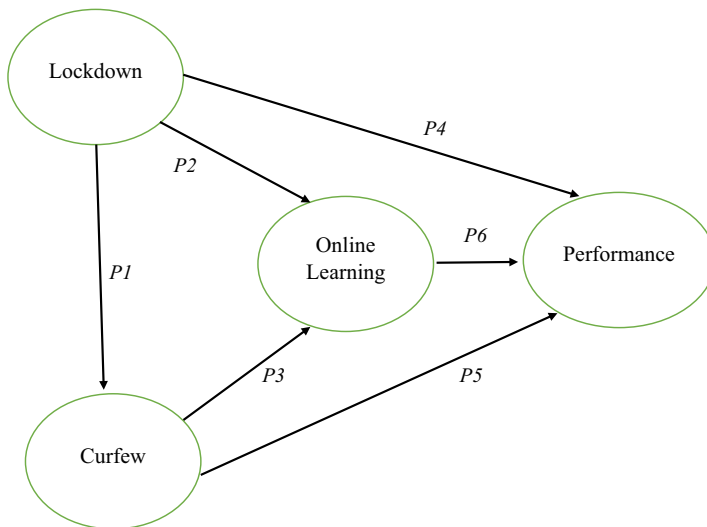 Lockdown
P4
P2
Online
Learning
P6
Performance
P1
P3
P5
Curfew